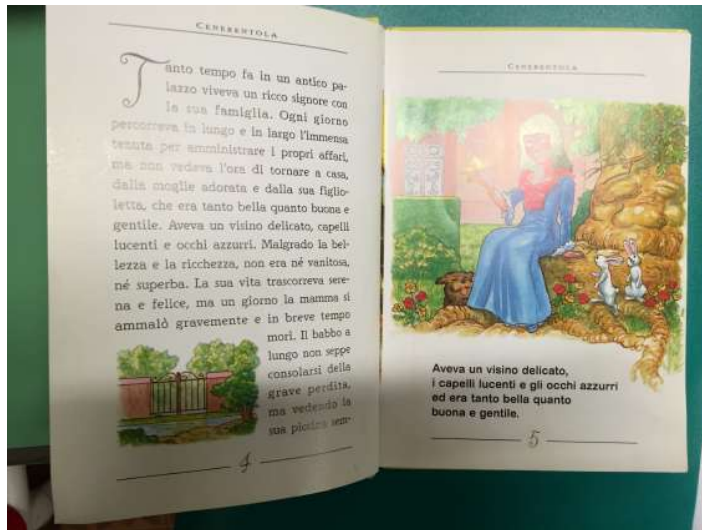 CENERENTOLA
Tanto tempo fa in un antico pa-
lazzo viveva un ricco signore con
la sua famiglia. Ogni giorno
percorreva in lungo e in largo l'immensa
tenuta per amministrare i propri affari,
ma non vedeva l'ora di tornare a casa,
dalla moglie adorata e dalla sua figlio-
letta, che era tanto bella quanto buona e
gentile. Aveva un visino delicato, capelli
lucenti e occhi azzurri. Malgrado la bel-
lezza e la ricchezza, non era né vanitosa,
né superba. La sua vita trascorreva sere-
na e felice, ma un giorno la mamma si
ammalò gravemente e in breve tempo
morì. Il babbo a
lungo non seppe
consolarsi della
grave perdita,
ma vedendo la
sua piccina sem-
4
CENERENTOLA
Aveva un visino delicato,
i capelli lucenti e gli occhi azzurri
ed era tanto bella quanto
buona e gentile.
5